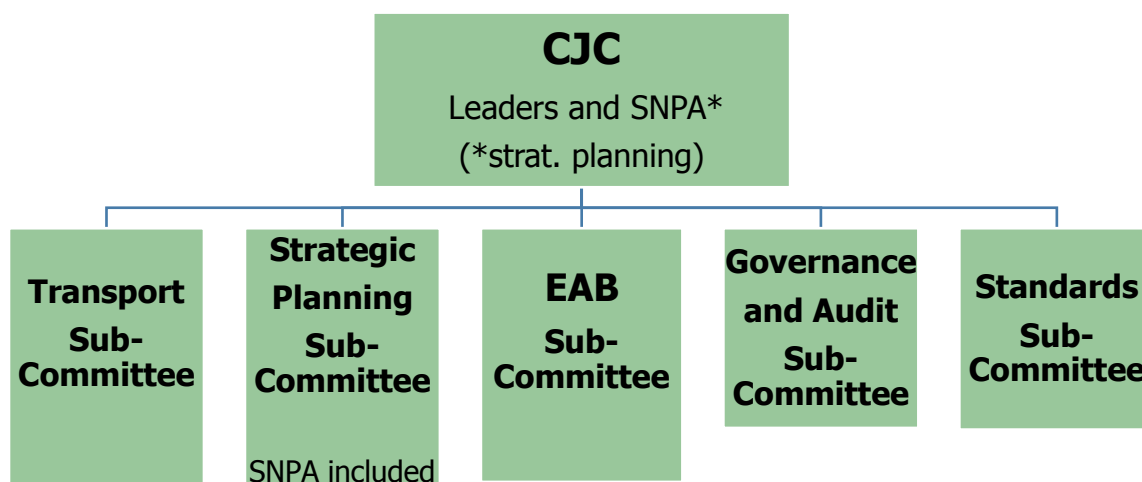 CJC
Leaders and SNPA*
(*strat. planning)
Transport
Sub-
Committee
Strategic
Planning
Sub-
Committee
SNPA included
EAB
Sub-
Committee
Governance
and Audit
Sub-
Committee
Standards
Sub-
Committee